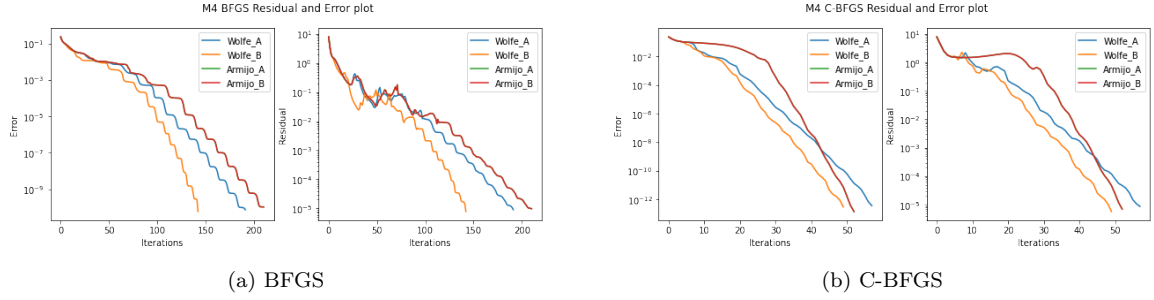 M4 BFGS Residual and Error plot
Error
10^-1
10^-3
10^-5
10^-7
10^-9
0 50 100 150 200
Iterations
Wolfe_A
Wolfe_B
Armijo_A
Armijo_B
Residual
10^1
10^0
10^-1
10^-2
10^-3
10^-4
10^-5
0 50 100 150 200
Iterations
Wolfe_A
Wolfe_B
Armijo_A
Armijo_B
(a) BFGS
M4 C-BFGS Residual and Error plot
Error
10^-2
10^-4
10^-6
10^-8
10^-10
10^-12
0 10 20 30 40 50
Iterations
Wolfe_A
Wolfe_B
Armijo_A
Armijo_B
Residual
10^1
10^0
10^-1
10^-2
10^-3
10^-4
10^-5
0 10 20 30 40 50
Iterations
Wolfe_A
Wolfe_B
Armijo_A
Armijo_B
(b) C-BFGS